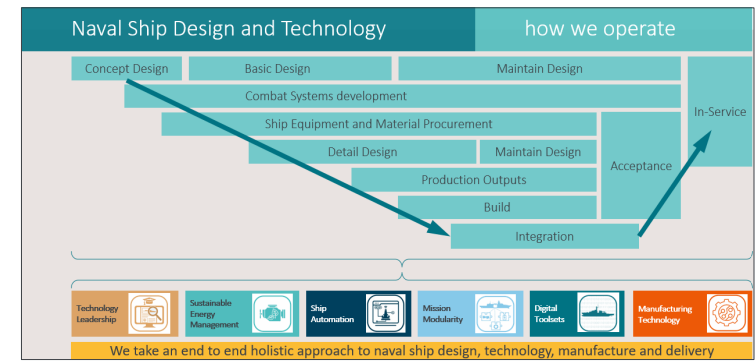 Naval Ship Design and Technology
how we operate
Concept Design
Basic Design
Maintain Design
Combat Systems development
In-Service
Ship Equipment and Material Procurement
Detail Design
Maintain Design
Acceptance
Production Outputs
Build
Integration
Technology
Leadership
Sustainable
Energy
Management
Ship
Automation
Mission
Modularity
Digital
Toolsets
Manufacturing
Technology
We take an end to end holistic approach to naval ship design, technology, manufacture and delivery